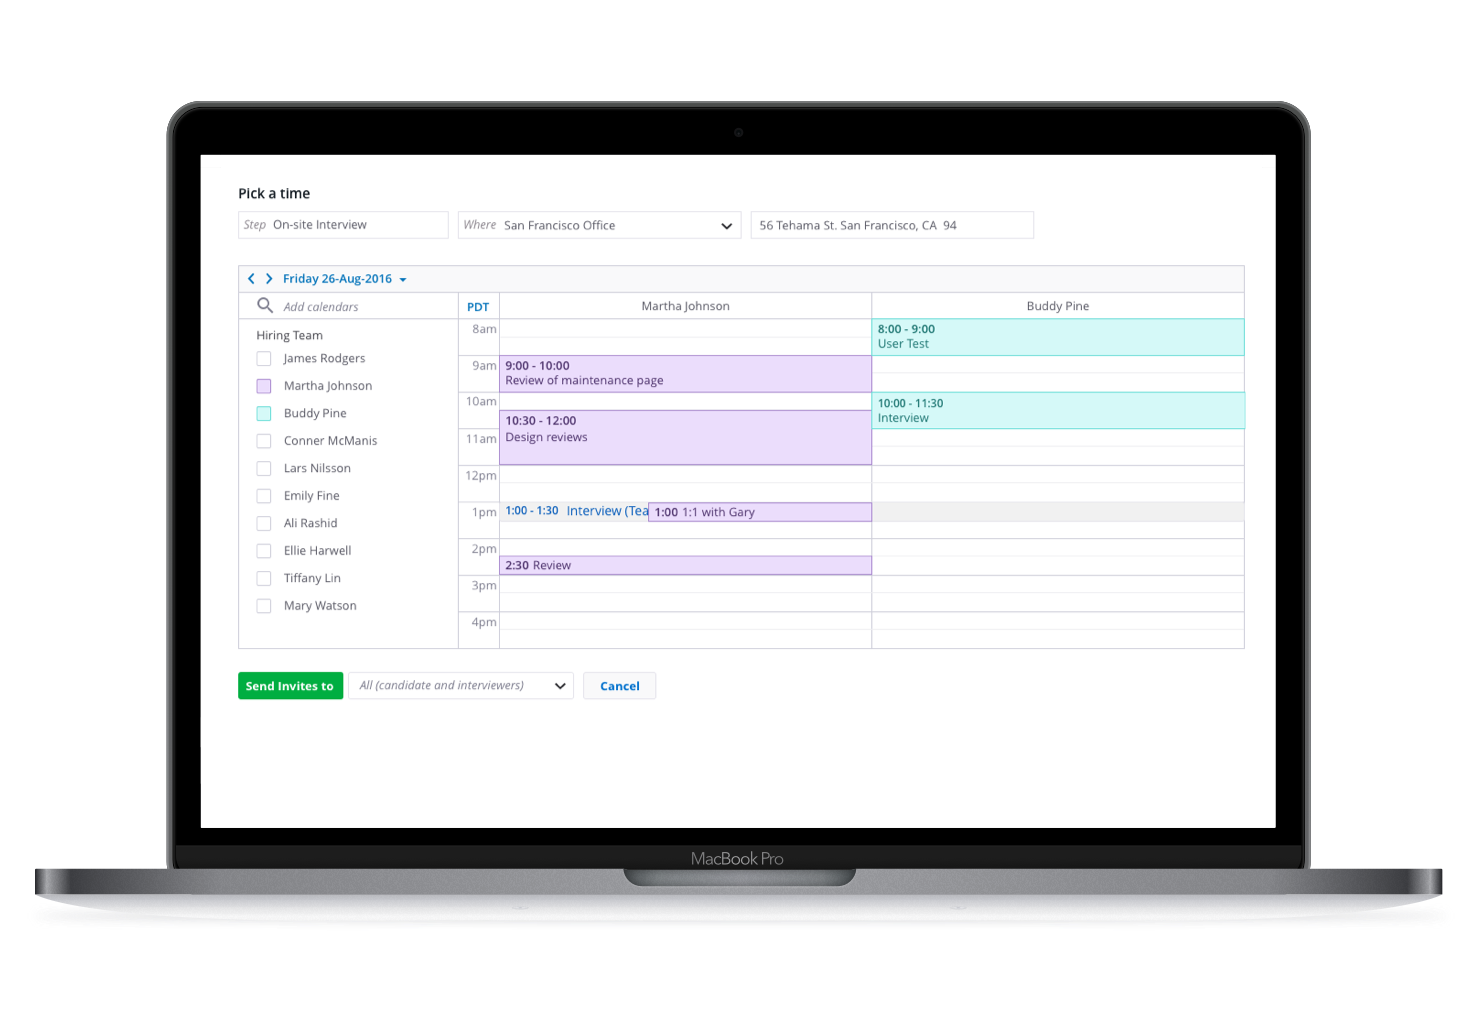 Pick a time
Step On-site Interview
Where San Francisco Office
56 Tehama St. San Francisco, CA 94
Friday 26-Aug-2016
Add calendars
PDT
Martha Johnson
Buddy Pine
Hiring Team
James Rodgers
Martha Johnson
Buddy Pine
Conner McManis
Lars Nilsson
Emily Fine
Ali Rashid
Ellie Harwell
Tiffany Lin
Mary Watson
8am
9am
10am
11am
12pm
1pm
2pm
3pm
4pm
9:00 - 10:00
Review of maintenance page
10:30 - 12:00
Design reviews
1:00 - 1:30 Interview (Tea
1:00 1:1 with Gary
2:30 Review
8:00 - 9:00
User Test
10:00 - 11:30
Interview
Send Invites to
All (candidate and interviewers)
Cancel
MacBook Pro